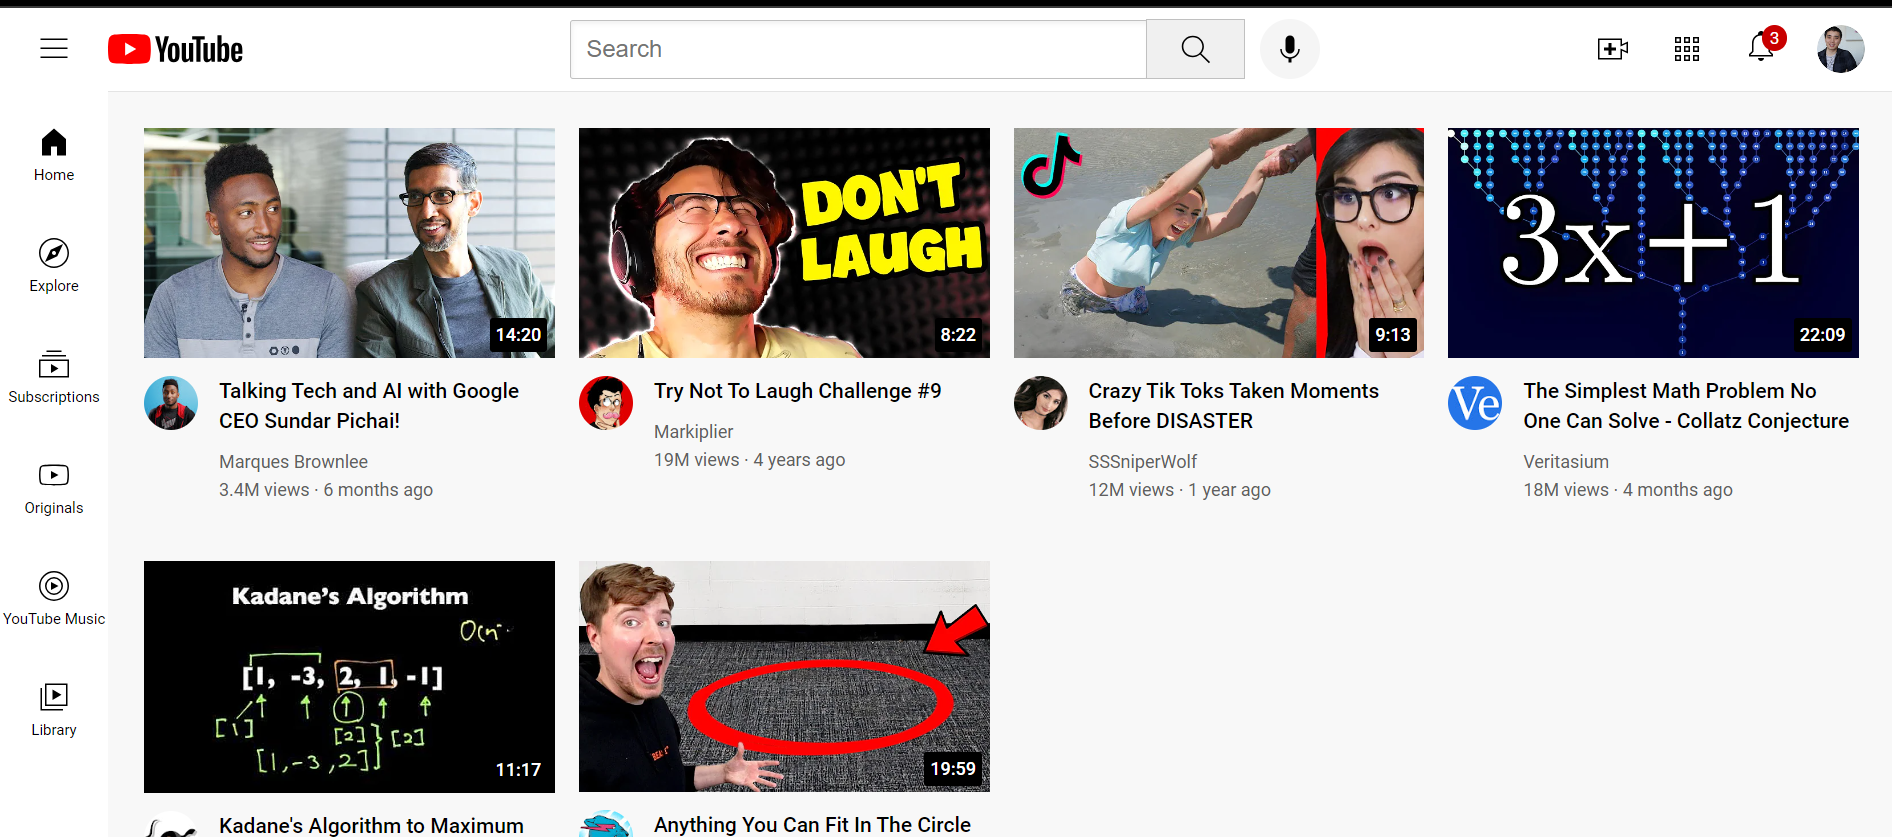 YouTube
Search
3
Home
Explore
Subscriptions
Originals
YouTube Music
Library
14:20
Talking Tech and AI with Google
CEO Sundar Pichai!
Marques Brownlee
3.4M views · 6 months ago
DON'T
LAUGH
8:22
Try Not To Laugh Challenge #9
Markiplier
19M views · 4 years ago
9:13
Crazy Tik Toks Taken Moments
Before DISASTER
SSSniperWolf
12M views · 1 year ago
3x+1
22:09
Ve
The Simplest Math Problem No
One Can Solve - Collatz Conjecture
Veritasium
18M views · 4 months ago
Kadane's Algorithm
[1, -3, 2, 1, -1]
[1]
[2]
[2]
[1,-3,2]
11:17
Kadane's Algorithm to Maximum
19:59
Anything You Can Fit In The Circle